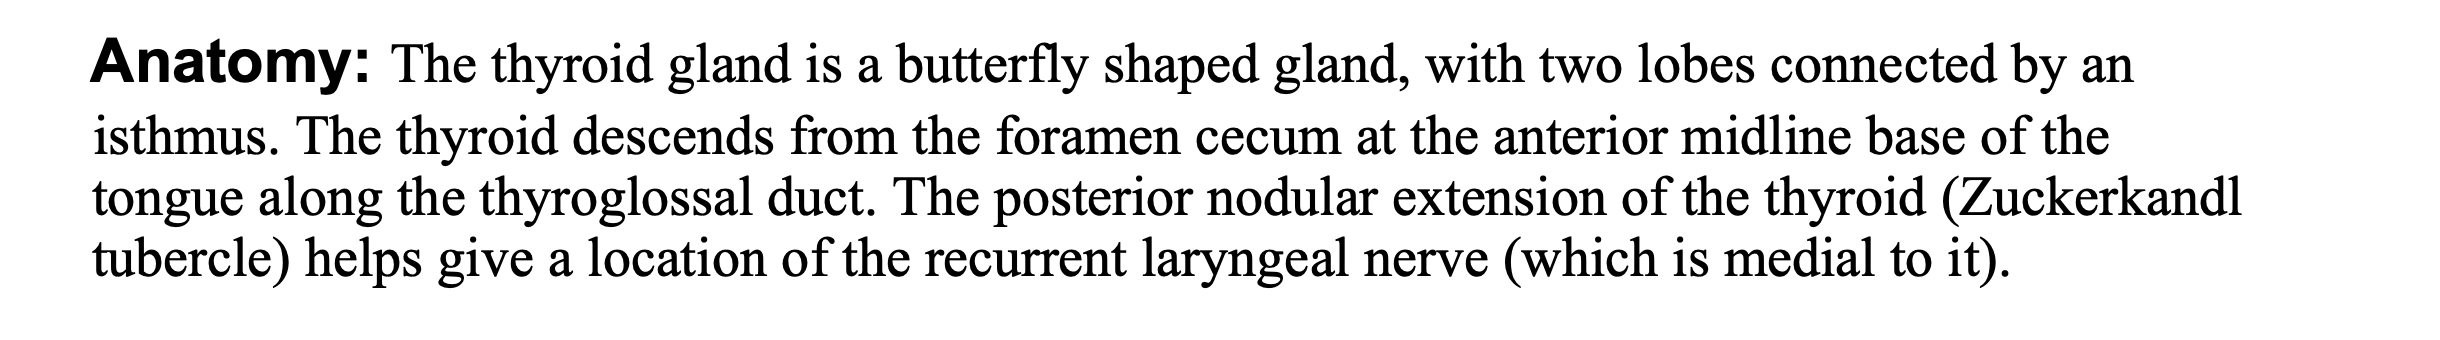 Anatomy: The thyroid gland is a butterfly shaped gland, with two lobes connected by an
isthmus. The thyroid descends from the foramen cecum at the anterior midline base of the
tongue along the thyroglossal duct. The posterior nodular extension of the thyroid (Zuckerkandl
tubercle) helps give a location of the recurrent laryngeal nerve (which is medial to it).